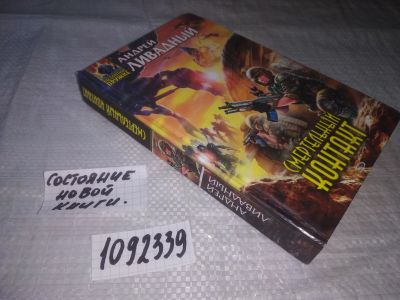 АНДРЕЙ
ЛИВАДНЫЙ
СМЕРТЕЛЬНЫЙ
КОНТАКТ
СМЕРТЕЛЬНЫЙ КОНТАКТ
АНДРЕЙ
ЛИВАДНЫЙ
СОСТОЯНИЕ
НОВОЙ
КНИГИ.
1092339